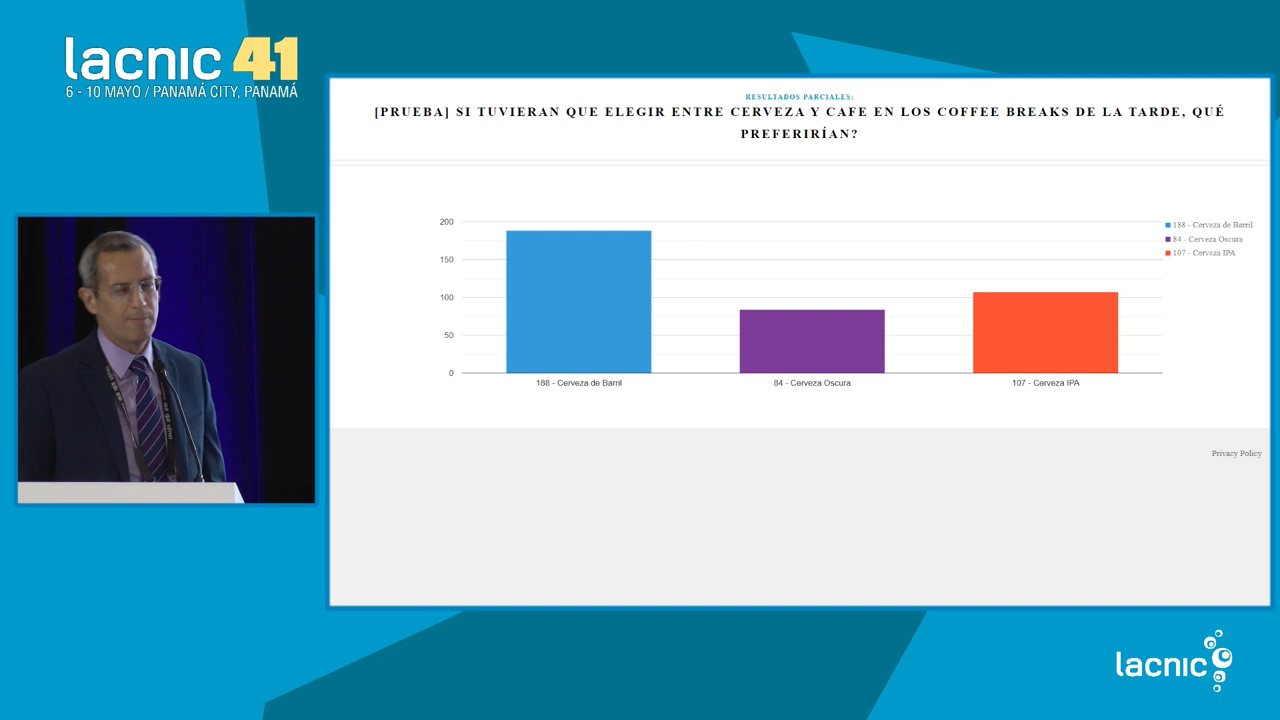 lacnic 41
6 - 10 MAYO / PANAMÁ CITY, PANAMÁ
RESULTADOS PARCIALES:
[PRUEBA] SI TUVIERAN QUE ELEGIR ENTRE CERVEZA Y CAFE EN LOS COFFEE BREAKS DE LA TARDE, QUÉ
PREFERIRÍAN?
200
150
100
50
0
188 - Cerveza de Barril
84 - Cerveza Oscura
107 - Cerveza IPA
188 - Cerveza de Barril
84 - Cerveza Oscura
107 - Cerveza IPA
Privacy Policy
lacnic